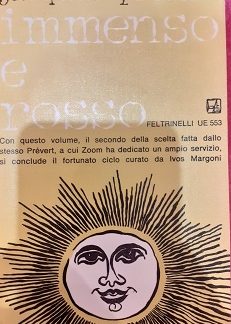 immenso
e
rosso
FELTRINELLI UE 553
Con questo volume, il secondo della scelta fatta dallo
stesso Prévert, a cui Zoom ha dedicato un ampio servizio,
si conclude il fortunato ciclo curato da Ivos Margoni